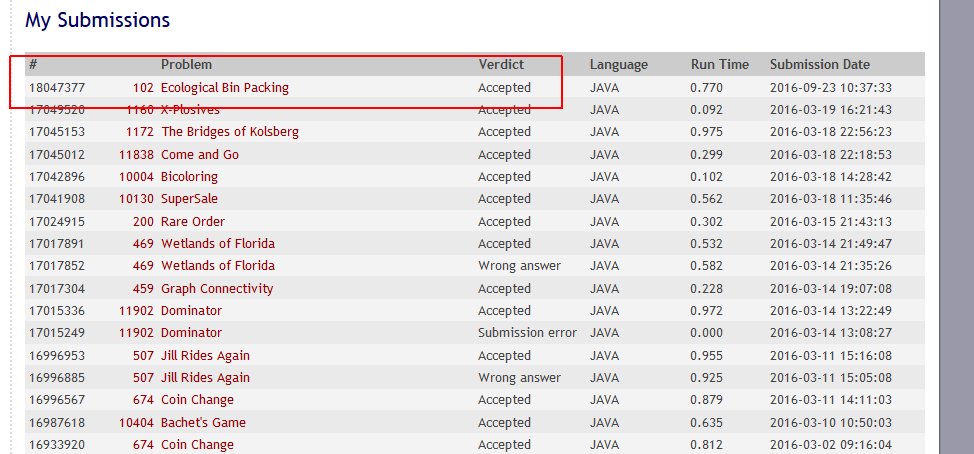 My Submissions
# Problem Verdict Language Run Time Submission Date
18047377 102 Ecological Bin Packing Accepted JAVA 0.770 2016-09-23 10:37:33
17049520 1160 X-Plosives Accepted JAVA 0.092 2016-03-19 16:21:43
17045153 1172 The Bridges of Kolsberg Accepted JAVA 0.975 2016-03-18 22:56:23
17045012 11838 Come and Go Accepted JAVA 0.299 2016-03-18 22:18:53
17042896 10004 Bicoloring Accepted JAVA 0.102 2016-03-18 14:28:42
17041908 10130 SuperSale Accepted JAVA 0.562 2016-03-18 11:35:46
17024915 200 Rare Order Accepted JAVA 0.302 2016-03-15 21:43:13
17017891 469 Wetlands of Florida Accepted JAVA 0.532 2016-03-14 21:49:47
17017852 469 Wetlands of Florida Wrong answer JAVA 0.582 2016-03-14 21:35:26
17017304 459 Graph Connectivity Accepted JAVA 0.228 2016-03-14 19:07:08
17015336 11902 Dominator Accepted JAVA 0.972 2016-03-14 13:22:49
17015249 11902 Dominator Submission error JAVA 0.000 2016-03-14 13:08:27
16996953 507 Jill Rides Again Accepted JAVA 0.955 2016-03-11 15:16:08
16996885 507 Jill Rides Again Wrong answer JAVA 0.925 2016-03-11 15:05:08
16996567 674 Coin Change Accepted JAVA 0.879 2016-03-11 14:11:03
16987618 10404 Bachet's Game Accepted JAVA 0.635 2016-03-10 10:50:03
16933920 674 Coin Change Accepted JAVA 0.812 2016-03-02 09:16:04